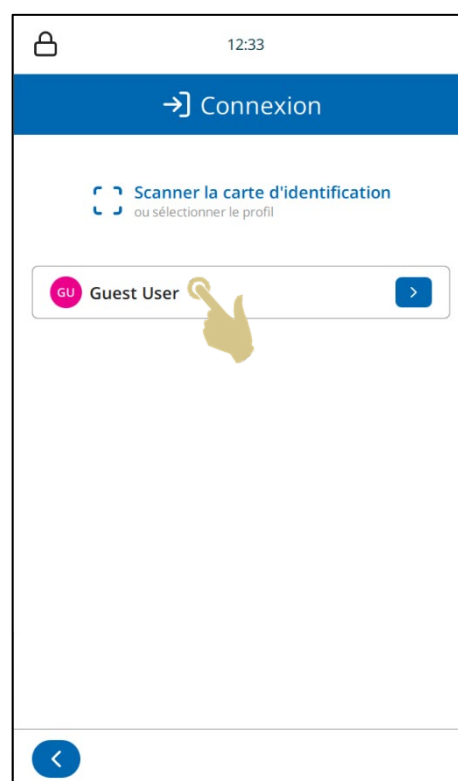 12:33
Connexion
Scanner la carte d'identification
ou sélectionner le profil
GU Guest User